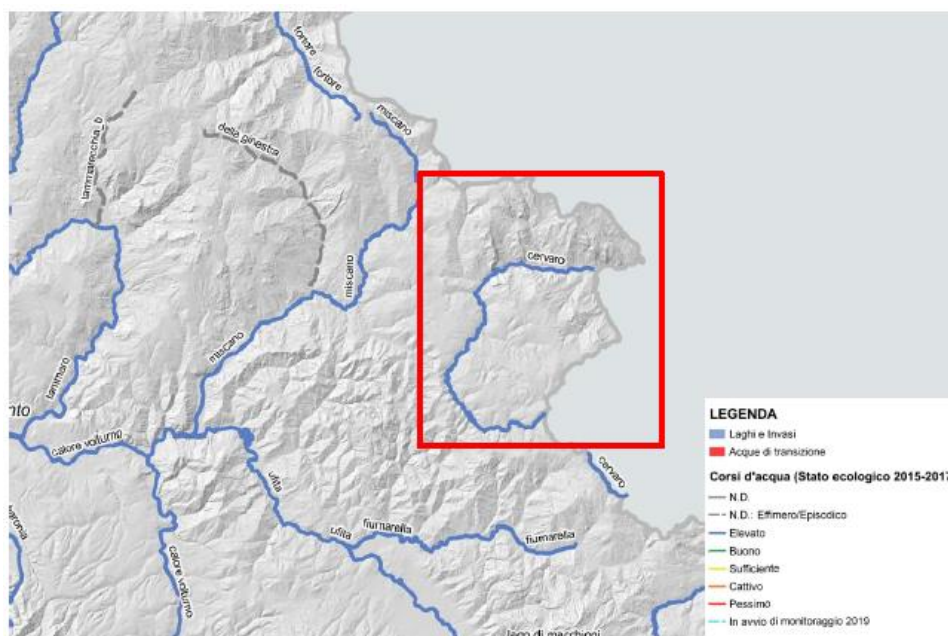 fortore
fortore
miscano
tammarecchia_b
della ginestra
cervaro
miscano
miscano
tammaro
nto
calore volturno
ufita
cervaro
ufita
fiumarella
fiumarella
calore volturno
lago di macchioni
LEGENDA
Laghi e Invasi
Acque di transizione
Corsi d'acqua (Stato ecologico 2015-2017
N.D.
N.D.: Effimero/Episodico
Elevato
Buono
Sufficiente
Cattivo
Pessimo
In avvio di monitoraggio 2019